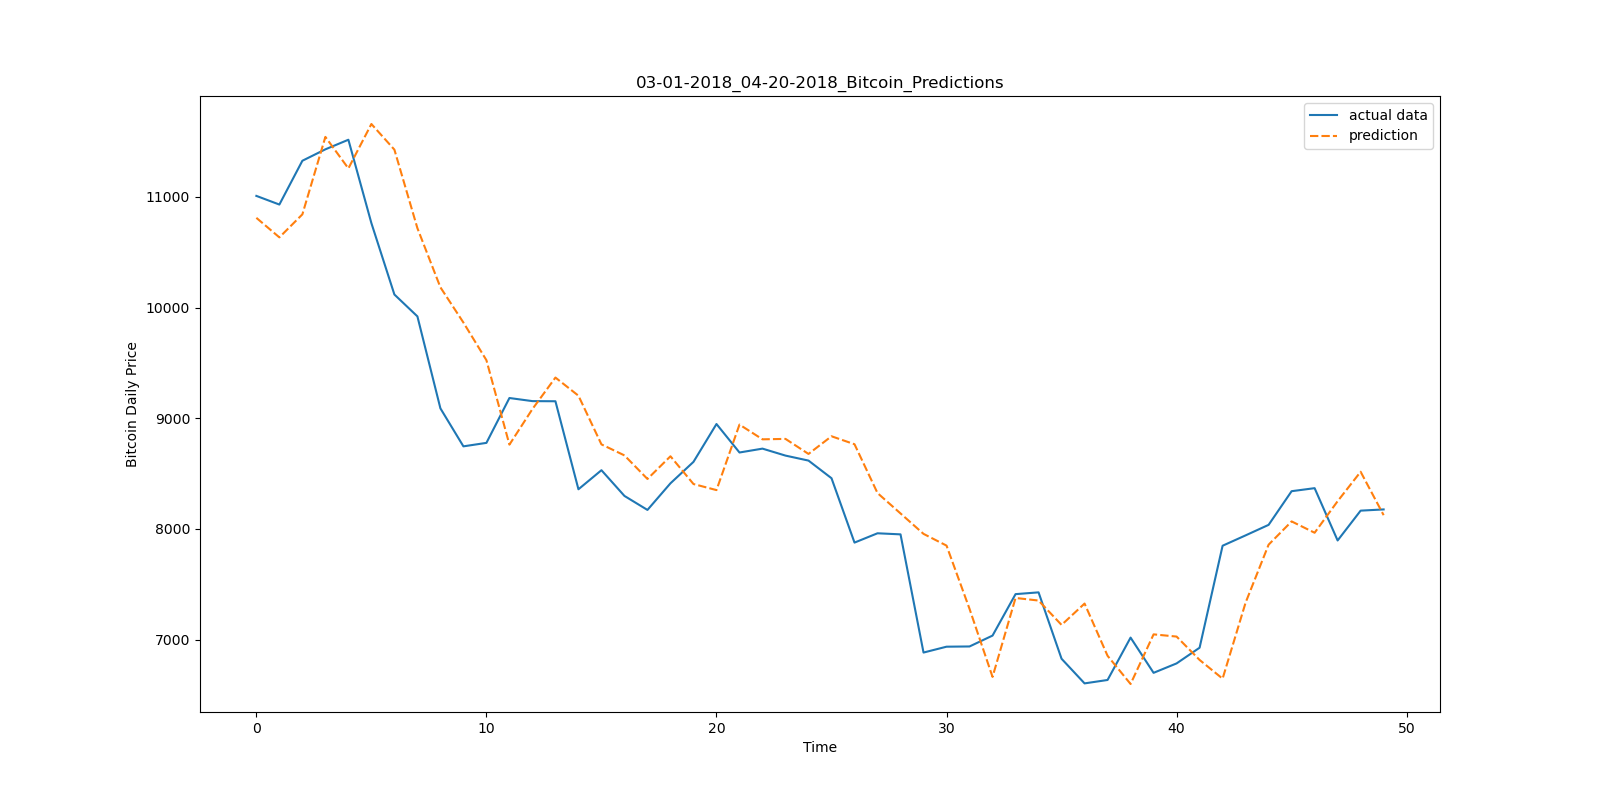 03-01-2018_04-20-2018_Bitcoin_Predictions
actual data
prediction
11000
10000
9000
8000
7000
Bitcoin Daily Price
0 10 20 30 40 50
Time